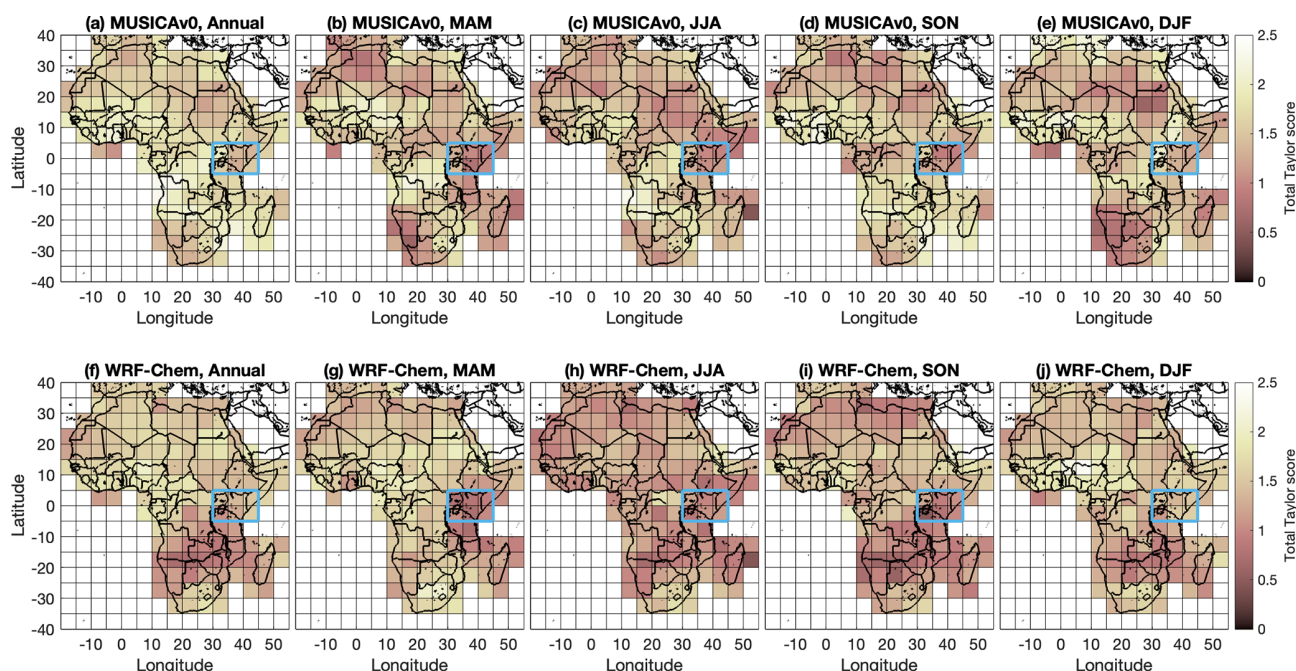 (a) MUSICAv0, Annual
(b) MUSICAv0, MAM
(c) MUSICAv0, JJA
(d) MUSICAv0, SON
(e) MUSICAv0, DJF
40
30
20
10
0
-10
-20
-30
-40
Latitude
-10 0 10 20 30 40 50
-10 0 10 20 30 40 50
-10 0 10 20 30 40 50
-10 0 10 20 30 40 50
-10 0 10 20 30 40 50
Longitude
Longitude
Longitude
Longitude
Longitude
2.5
2
1.5
1
0.5
0
Total Taylor score
(f) WRF-Chem, Annual
(g) WRF-Chem, MAM
(h) WRF-Chem, JJA
(i) WRF-Chem, SON
(j) WRF-Chem, DJF
40
30
20
10
0
-10
-20
-30
-40
Latitude
-10 0 10 20 30 40 50
-10 0 10 20 30 40 50
-10 0 10 20 30 40 50
-10 0 10 20 30 40 50
-10 0 10 20 30 40 50
Longitude
Longitude
Longitude
Longitude
Longitude
2.5
2
1.5
1
0.5
0
Total Taylor score